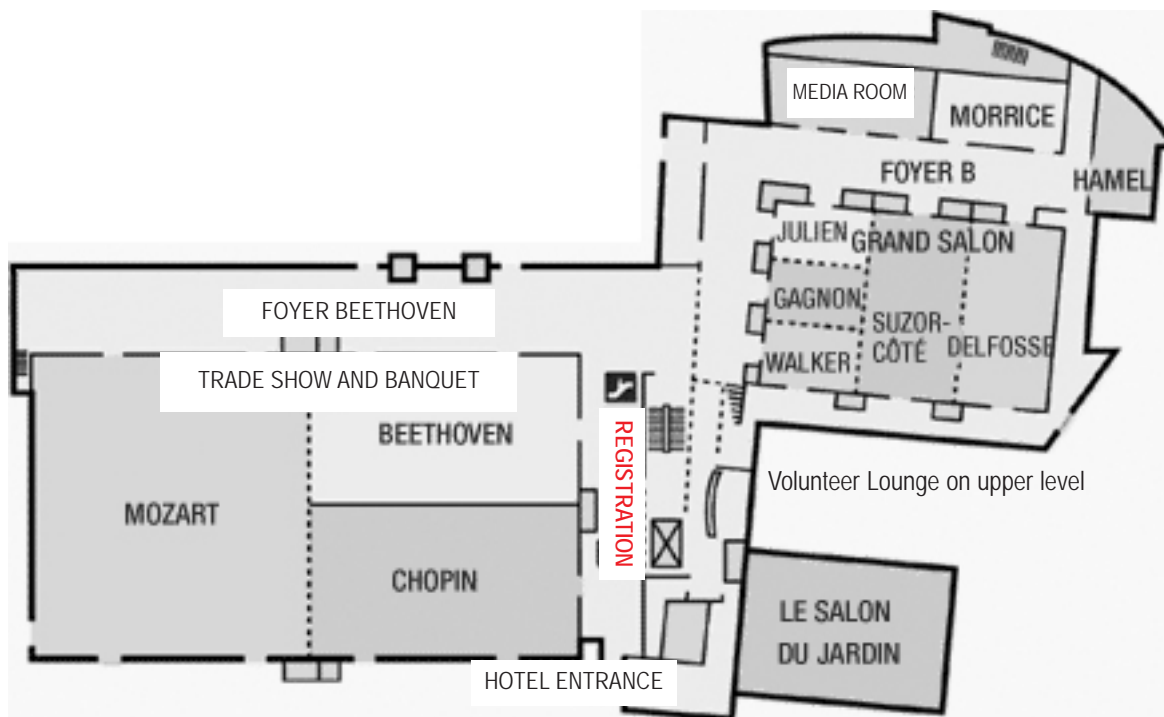 MEDIA ROOM
MORRICE
FOYER B
HAMEL
JULIEN
GRAND SALON
GAGNON
SUZOR-
CÔTÉ
DELFOSSE
WALKER
FOYER BEETHOVEN
TRADE SHOW AND BANQUET
BEETHOVEN
MOZART
CHOPIN
REGISTRATION
Volunteer Lounge on upper level
LE SALON
DU JARDIN
HOTEL ENTRANCE